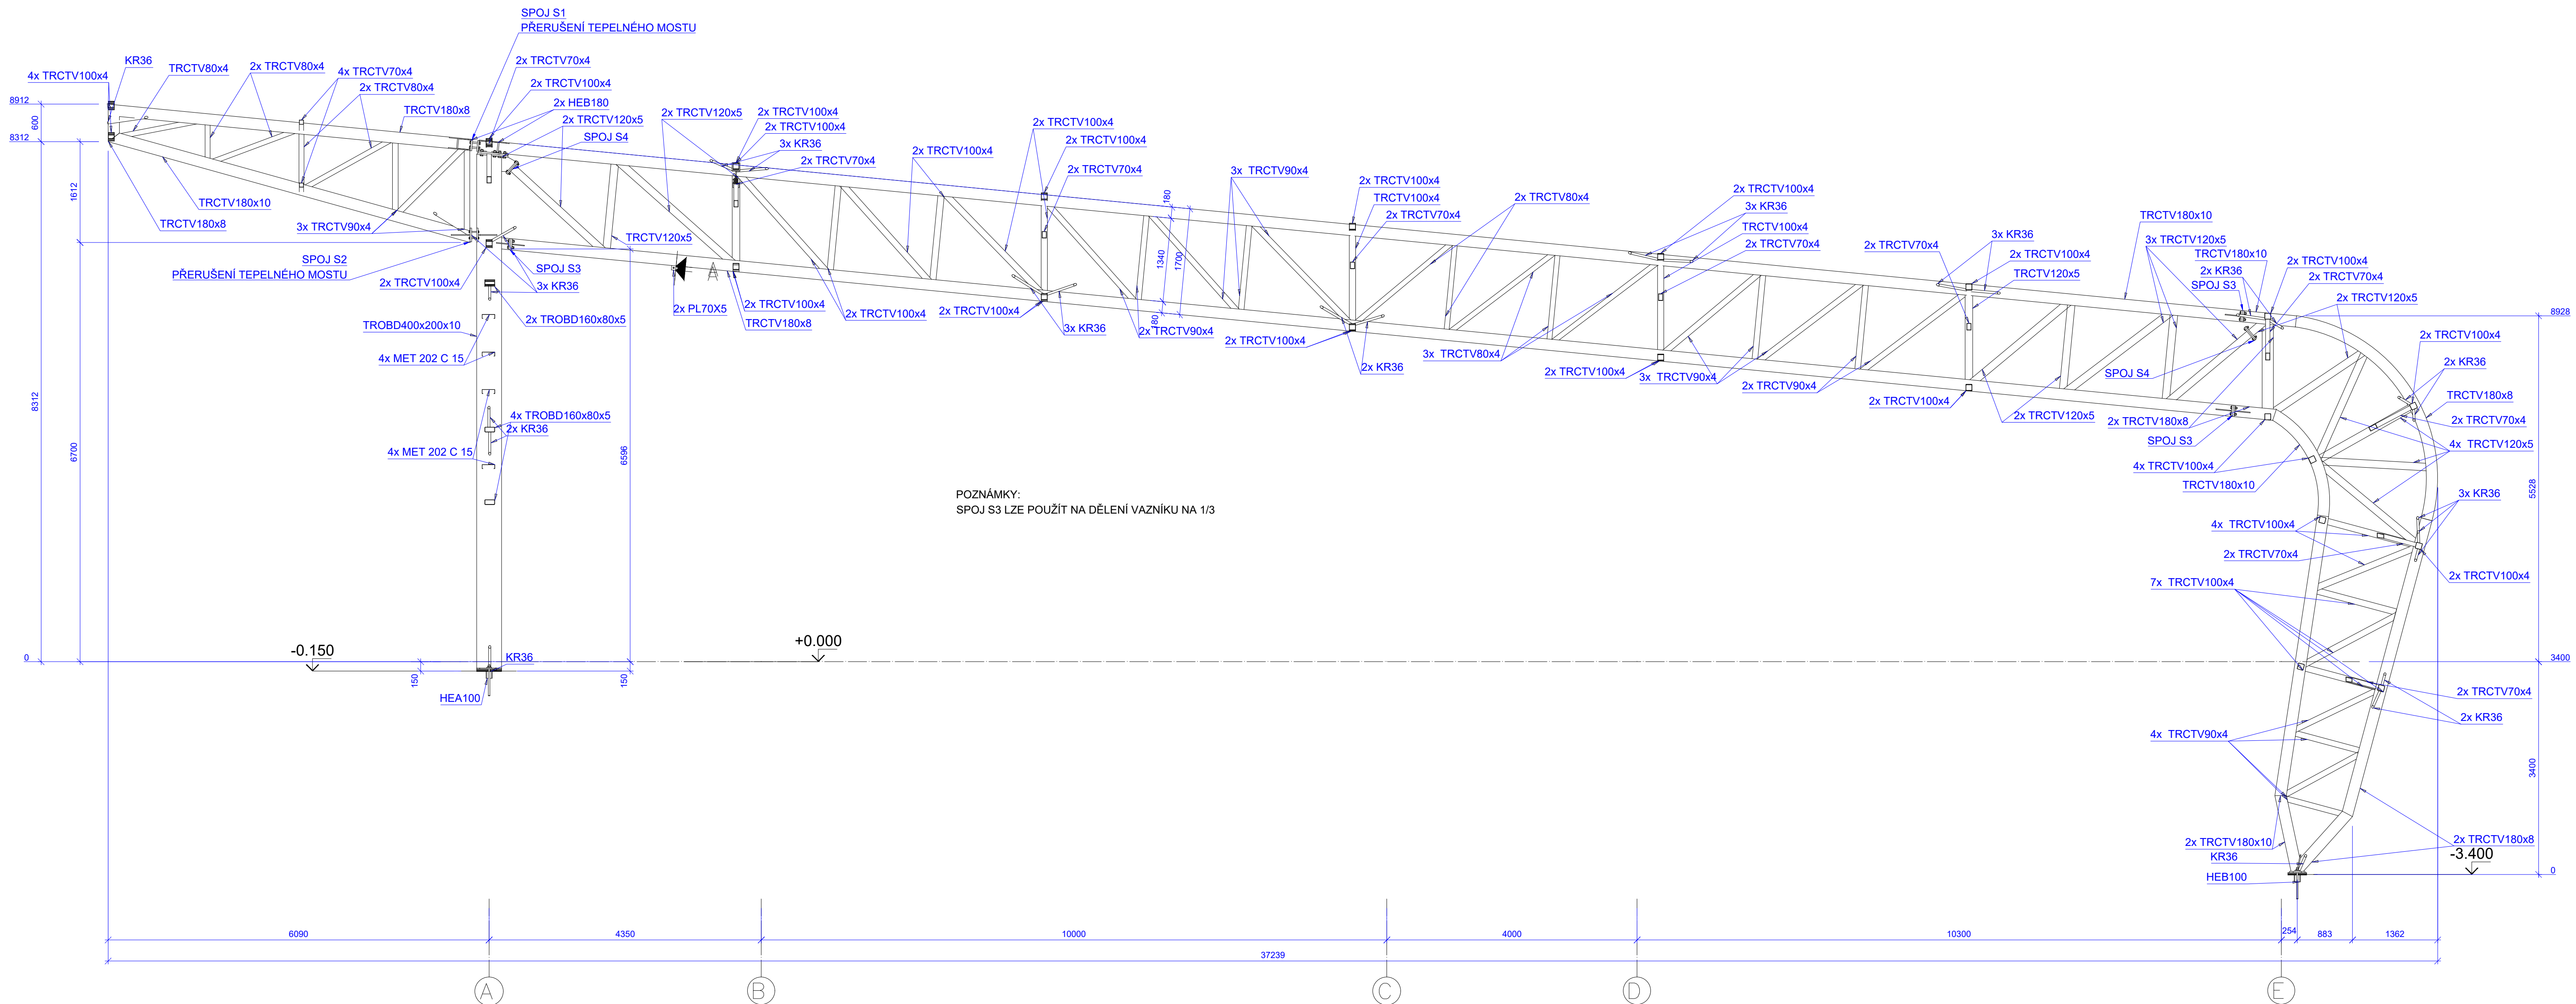 SPOJ S1
PŘERUŠENÍ TEPELNÉHO MOSTU
KR36
4x TRCTV100x4
TRCTV80x4
2x TRCTV80x4
4x TRCTV70x4
2x TRCTV80x4
TRCTV180x8
2x TRCTV70x4
2x TRCTV100x4
2x HEB180
2x TRCTV120x5
SPOJ S4
8912
600
8312
1612
6700
8312
0
TRCTV180x10
TRCTV180x8
3x TRCTV90x4
SPOJ S2
PŘERUŠENÍ TEPELNÉHO MOSTU
2x TRCTV100x4
SPOJ S3
3x KR36
2x TROBD160x80x5
TROBD400x200x10
4x MET 202 C 15
4x TROBD160x80x5
2x KR36
4x MET 202 C 15
KR36
HEA100
-0.150
150
150
6596
+0.000
2x TRCTV120x5
2x TRCTV100x4
2x TRCTV100x4
3x KR36
2x TRCTV70x4
TRCTV120x5
A
2x PL70X5
2x TRCTV100x4
TRCTV180x8
2x TRCTV100x4
2x TRCTV100x4
2x TRCTV100x4
2x TRCTV100x4
2x TRCTV70x4
2x TRCTV100x4
3x KR36
2x TRCTV90x4
180
1340
1700
180
3x TRCTV90x4
2x TRCTV100x4
TRCTV100x4
2x TRCTV70x4
2x TRCTV80x4
2x TRCTV100x4
2x KR36
3x TRCTV80x4
2x TRCTV100x4
3x KR36
TRCTV100x4
2x TRCTV70x4
2x TRCTV100x4
3x TRCTV90x4
2x TRCTV90x4
2x TRCTV70x4
3x KR36
2x TRCTV100x4
TRCTV120x5
2x TRCTV100x4
2x TRCTV120x5
TRCTV180x10
3x TRCTV120x5
TRCTV180x10
2x KR36
SPOJ S3
2x TRCTV100x4
2x TRCTV70x4
2x TRCTV120x5
SPOJ S4
2x TRCTV180x8
SPOJ S3
4x TRCTV100x4
TRCTV180x10
2x TRCTV100x4
2x KR36
TRCTV180x8
2x TRCTV70x4
4x TRCTV120x5
3x KR36
4x TRCTV100x4
2x TRCTV70x4
2x TRCTV100x4
7x TRCTV100x4
2x TRCTV70x4
2x KR36
4x TRCTV90x4
2x TRCTV180x10
KR36
HEB100
2x TRCTV180x8
-3.400
8928
5528
3400
3400
0
POZNÁMKY:
SPOJ S3 LZE POUŽÍT NA DĚLENÍ VAZNÍKU NA 1/3
6090
4350
10000
4000
10300
254
883
1362
37239
A
B
C
D
E